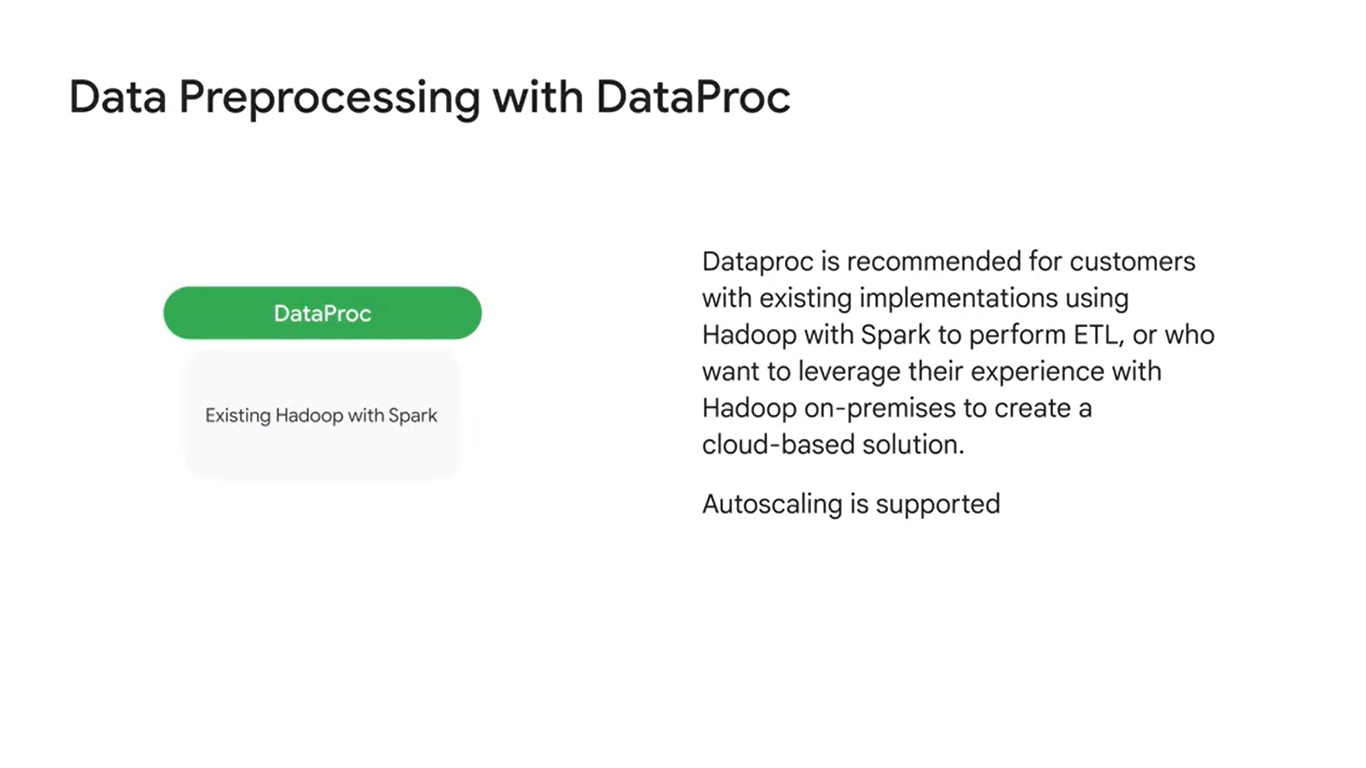 Data Preprocessing with DataProc
DataProc
Existing Hadoop with Spark
Dataproc is recommended for customers
with existing implementations using
Hadoop with Spark to perform ETL, or who
want to leverage their experience with
Hadoop on-premises to create a
cloud-based solution.
Autoscaling is supported